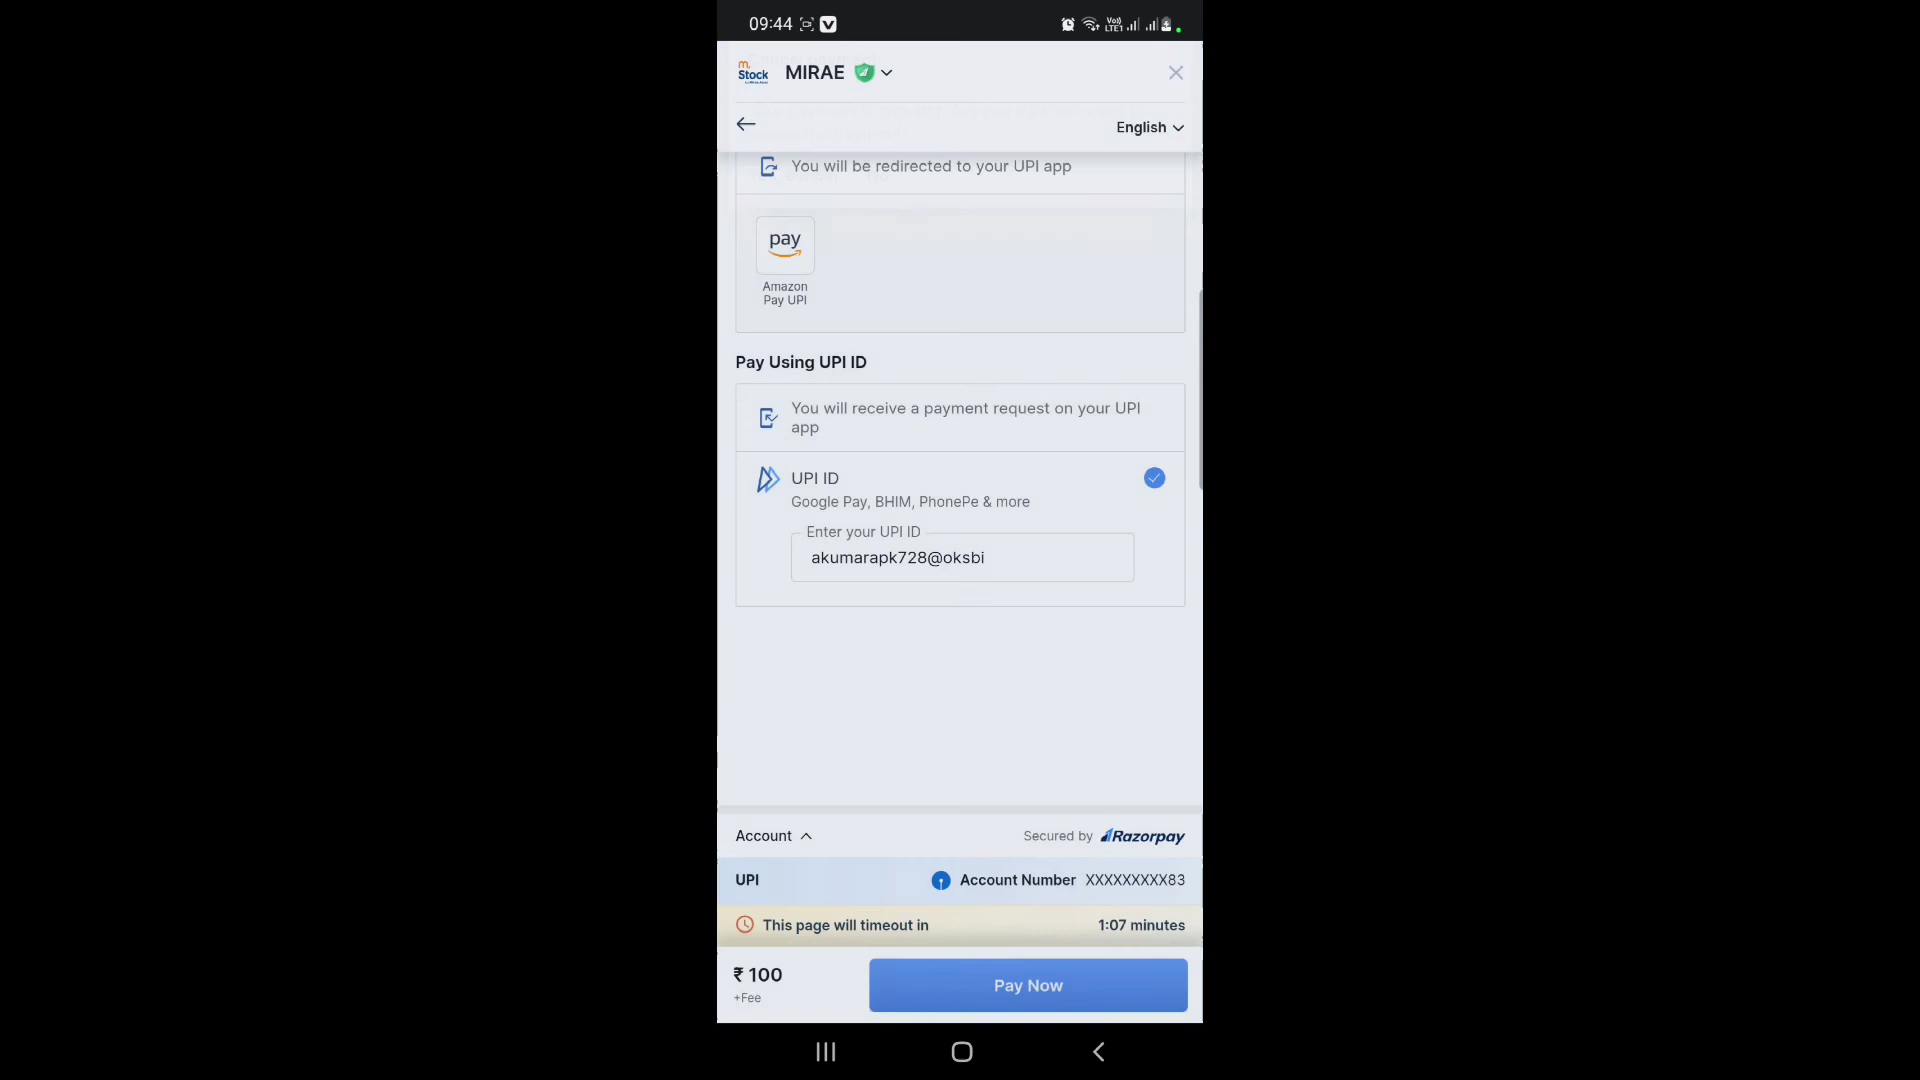 09:44
Vo)) LTE1
m.Stock
MIRAE
English
You will be redirected to your UPI app
pay
Amazon
Pay UPI
Pay Using UPI ID
You will receive a payment request on your UPI
app
UPI ID
Google Pay, BHIM, PhonePe & more
Enter your UPI ID
akumarapk728@oksbi
Account
Secured by Razorpay
UPI
Account Number XXXXXXXXX83
This page will timeout in
1:07 minutes
₹ 100
+Fee
Pay Now